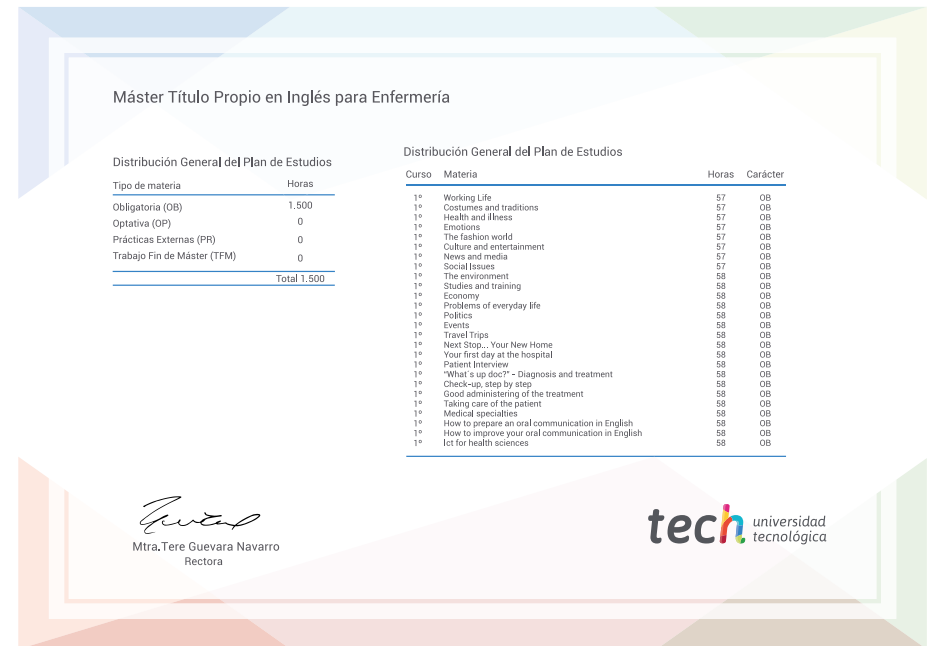 Máster Título Propio en Inglés para Enfermería
Distribución General del Plan de Estudios
Tipo de materia Horas
Obligatoria (OB) 1.500
Optativa (OP) 0
Prácticas Externas (PR) 0
Trabajo Fin de Máster (TFM) 0
Total 1.500
Distribución General del Plan de Estudios
Curso Materia Horas Carácter
1º Working Life 57 OB
1º Costumes and traditions 57 OB
1º Health and illness 57 OB
1º Emotions 57 OB
1º The fashion world 57 OB
1º Culture and entertainment 57 OB
1º News and media 57 OB
1º Social Issues 57 OB
1º The environment 58 OB
1º Studies and training 58 OB
1º Economy 58 OB
1º Problems of everyday life 58 OB
1º Politics 58 OB
1º Events 58 OB
1º Travel Trips 58 OB
1º Next Stop... Your New Home 58 OB
1º Your first day at the hospital 58 OB
1º Patient Interview 58 OB
1º "What´s up doc?" - Diagnosis and treatment 58 OB
1º Check-up, step by step 58 OB
1º Good administering of the treatment 58 OB
1º Taking care of the patient 58 OB
1º Medical specialties 58 OB
1º How to prepare an oral communication in English 58 OB
1º How to improve your oral communication in English 58 OB
1º Ict for health sciences 58 OB
Mtra.Tere Guevara Navarro
Rectora
tech universidad
tecnológica